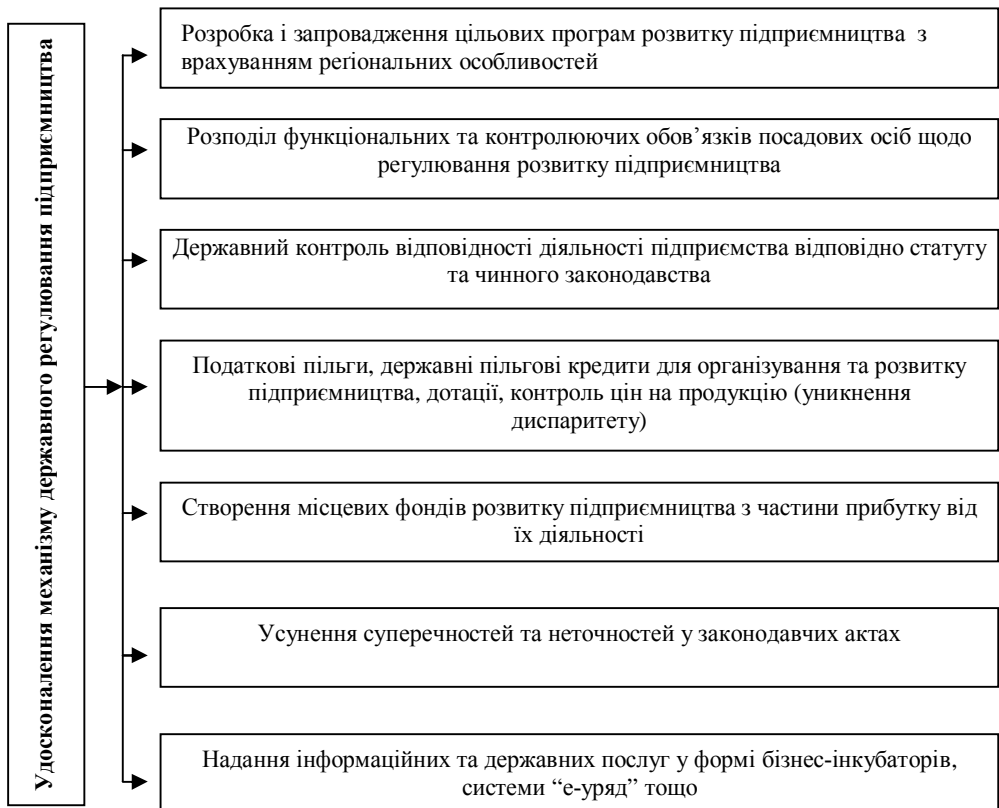 Удосконалення механізму державного регулювання підприємництва
Розробка і запровадження цільових програм розвитку підприємництва з
врахуванням реґіональних особливостей
Розподіл функціональних та контролюючих обов’язків посадових осіб щодо
регулювання розвитку підприємництва
Державний контроль відповідності діяльності підприємства відповідно статуту
та чинного законодавства
Податкові пільги, державні пільгові кредити для організування та розвитку
підприємництва, дотації, контроль цін на продукцію (уникнення
диспаритету)
Створення місцевих фондів розвитку підприємництва з частини прибутку від
їх діяльності
Усунення суперечностей та неточностей у законодавчих актах
Надання інформаційних та державних послуг у формі бізнес-інкубаторів,
системи “е-уряд” тощо